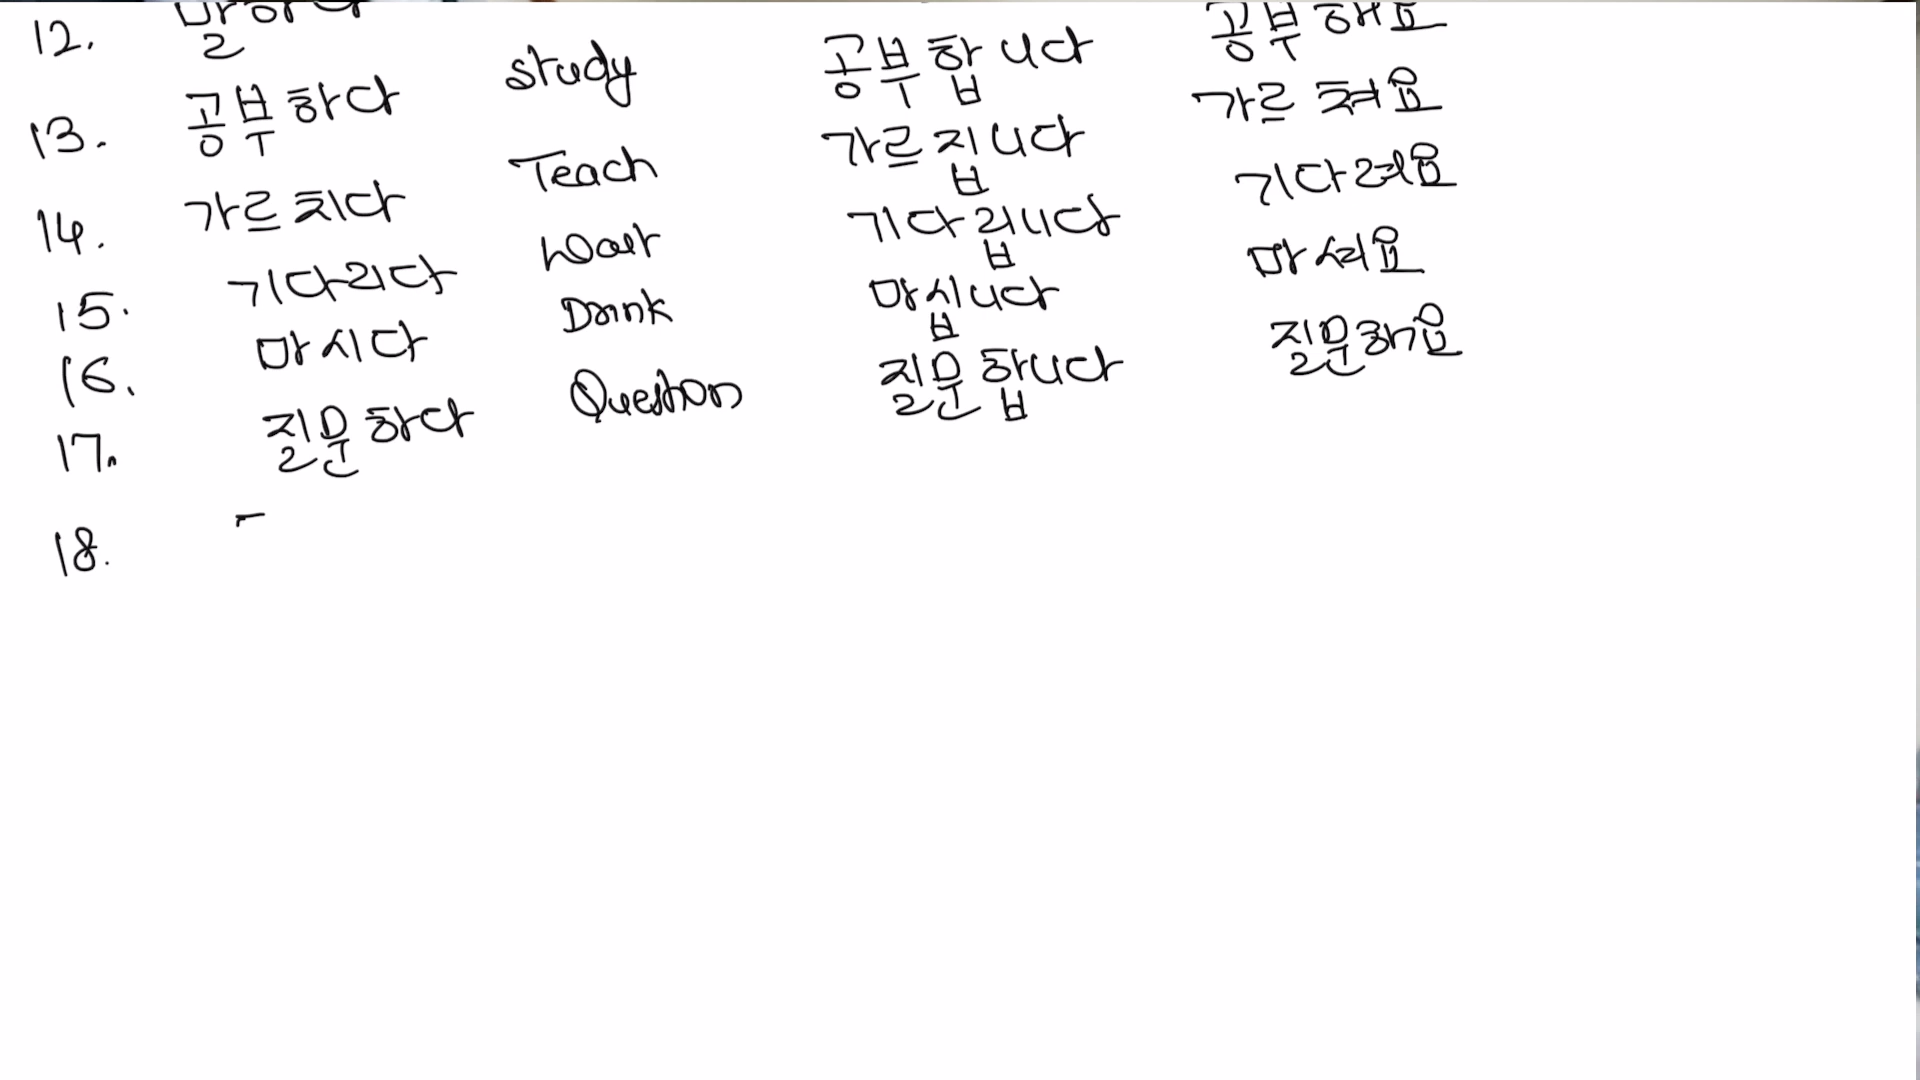 12. 말하다
13. 공부하다 study 공부합니다 공부해요
14. 가르치다 Teach 가르칩니다 가르쳐요
15. 기다리다 Wait 기다립니다 기다려요
16. 마시다 Drink 마십니다 마셔요
17. 질문하다 Question 질문합니다 질문해요
18.